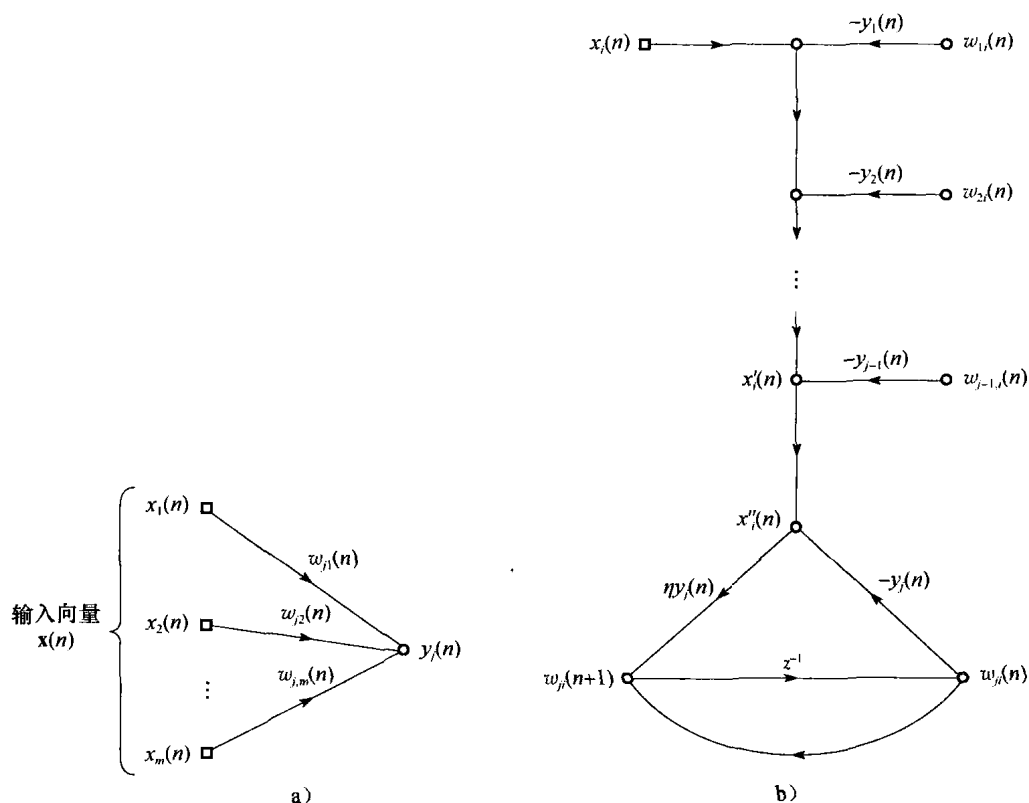 输入向量
x(n)
x₁(n)
x₂(n)
⋮
xₘ(n)
wⱼ₁(n)
wⱼ₂(n)
wⱼ,ₘ(n)
yⱼ(n)
a)
xᵢ(n)
−y₁(n)
w₁ᵢ(n)
−y₂(n)
w₂ᵢ(n)
⋮
x′ᵢ(n)
−yⱼ₋₁(n)
wⱼ₋₁,ᵢ(n)
x″ᵢ(n)
ηyⱼ(n)
−yⱼ(n)
wⱼᵢ(n+1)
z⁻¹
wⱼᵢ(n)
b)